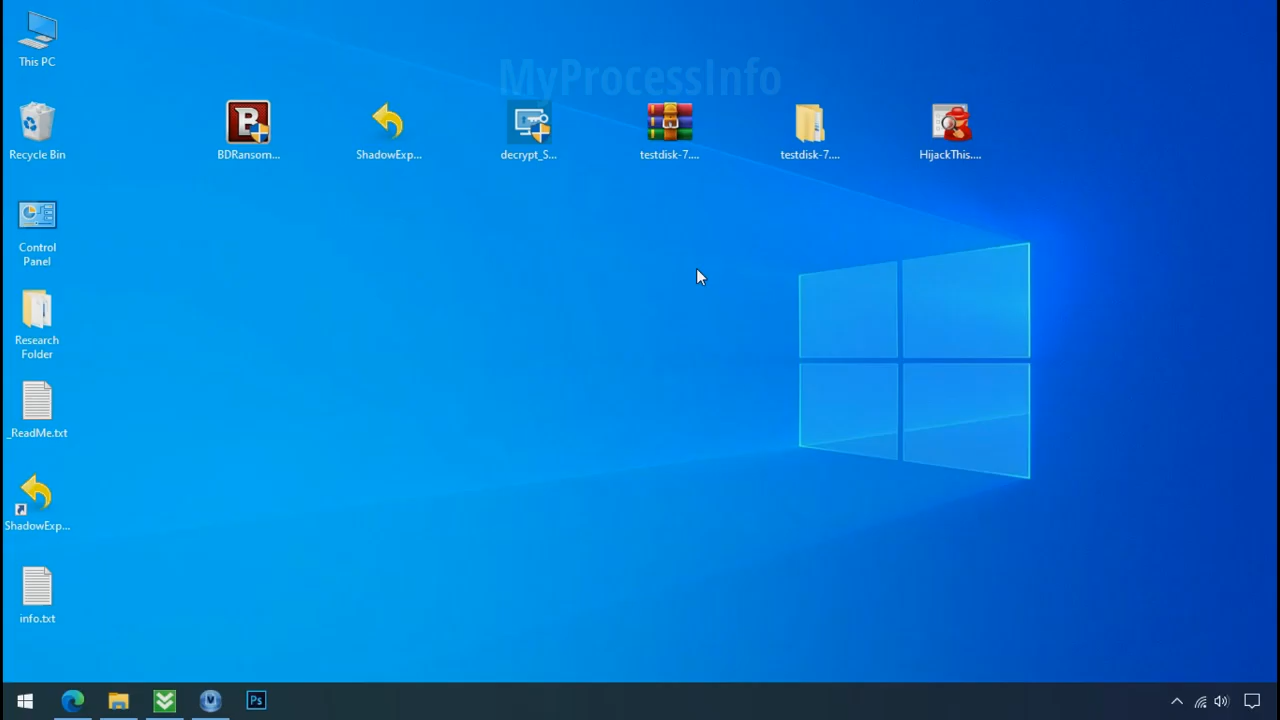 MyProcessInfo
This PC
BDRansom...
ShadowExp...
decrypt_S...
testdisk-7....
testdisk-7....
HijackThis....
Recycle Bin
Control
Panel
Research
Folder
_ReadMe.txt
ShadowExp...
info.txt
Ps